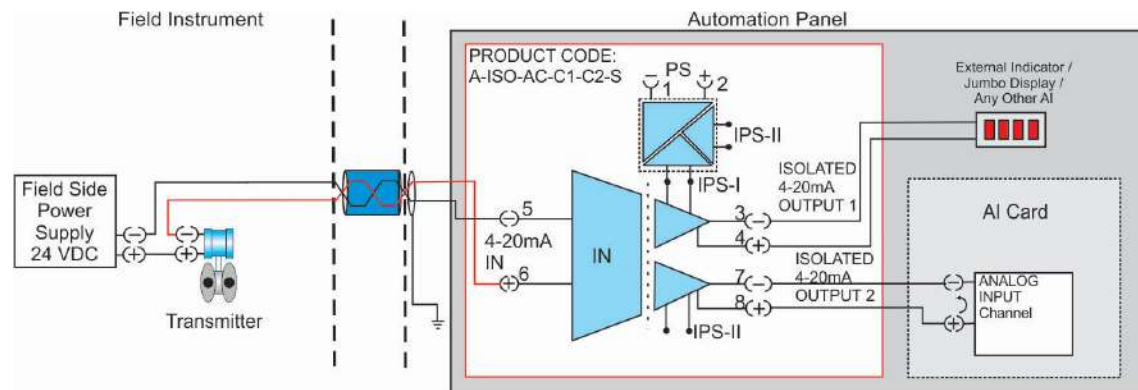 Field Instrument
Automation Panel
PRODUCT CODE:
A-ISO-AC-C1-C2-S
PS
1
2
IPS-II
IPS-I
External Indicator /
Jumbo Display /
Any Other AI
Field Side
Power
Supply
24 VDC
Transmitter
5
4-20mA
IN
6
IN
ISOLATED
4-20mA
OUTPUT 1
3
4
ISOLATED
4-20mA
OUTPUT 2
7
8
IPS-II
AI Card
ANALOG
INPUT
Channel